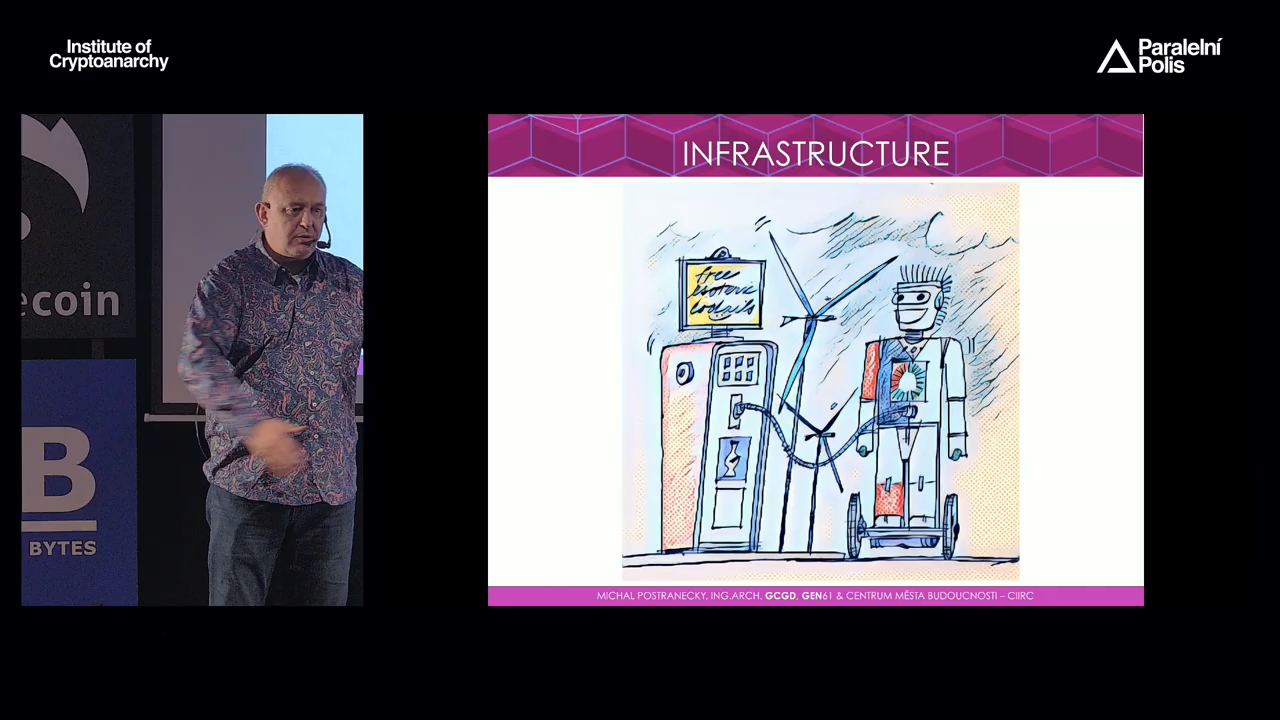 Institute of
Cryptoanarchy
Paralelní
Polis
ecoin
B
BYTES
INFRASTRUCTURE
free
esoteric
MICHAL POSTRANECKY, ING.ARCH. GCGD, GEN61 & CENTRUM MĚSTA BUDOUCNOSTI – CIIRC